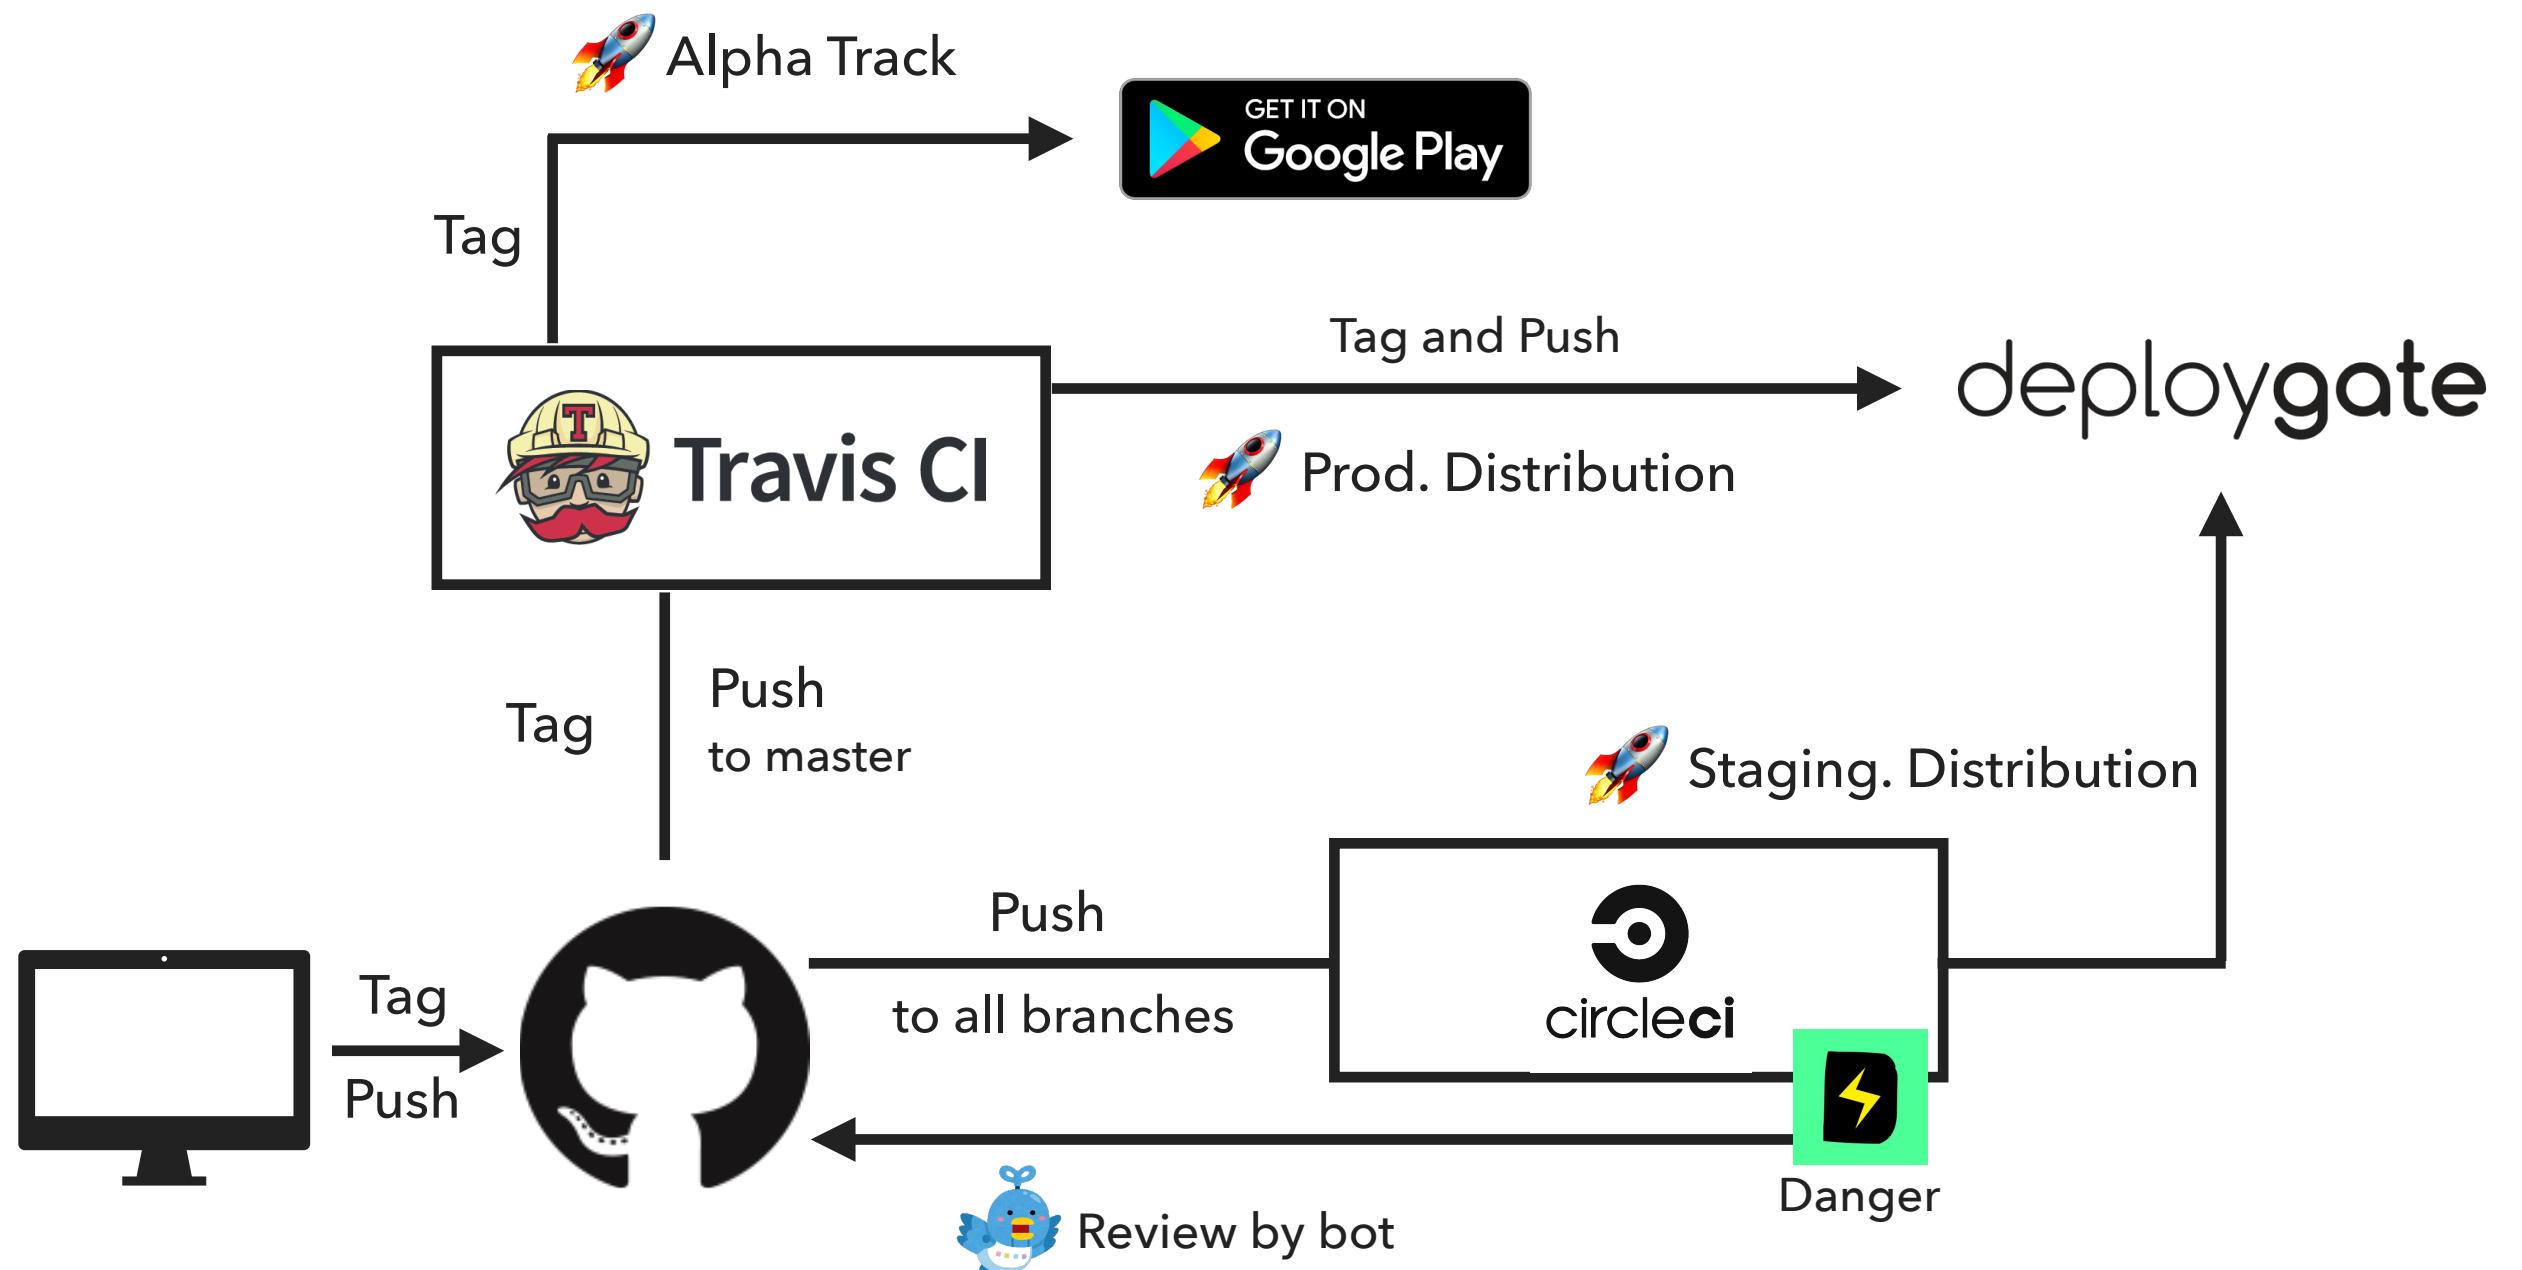 Alpha Track
GET IT ON
Google Play
Tag
Tag and Push
deploygate
T
Travis CI
Prod. Distribution
Push
Tag
to master
Staging. Distribution
Push
Tag
to all branches
circleci
Push
Danger
Review by bot